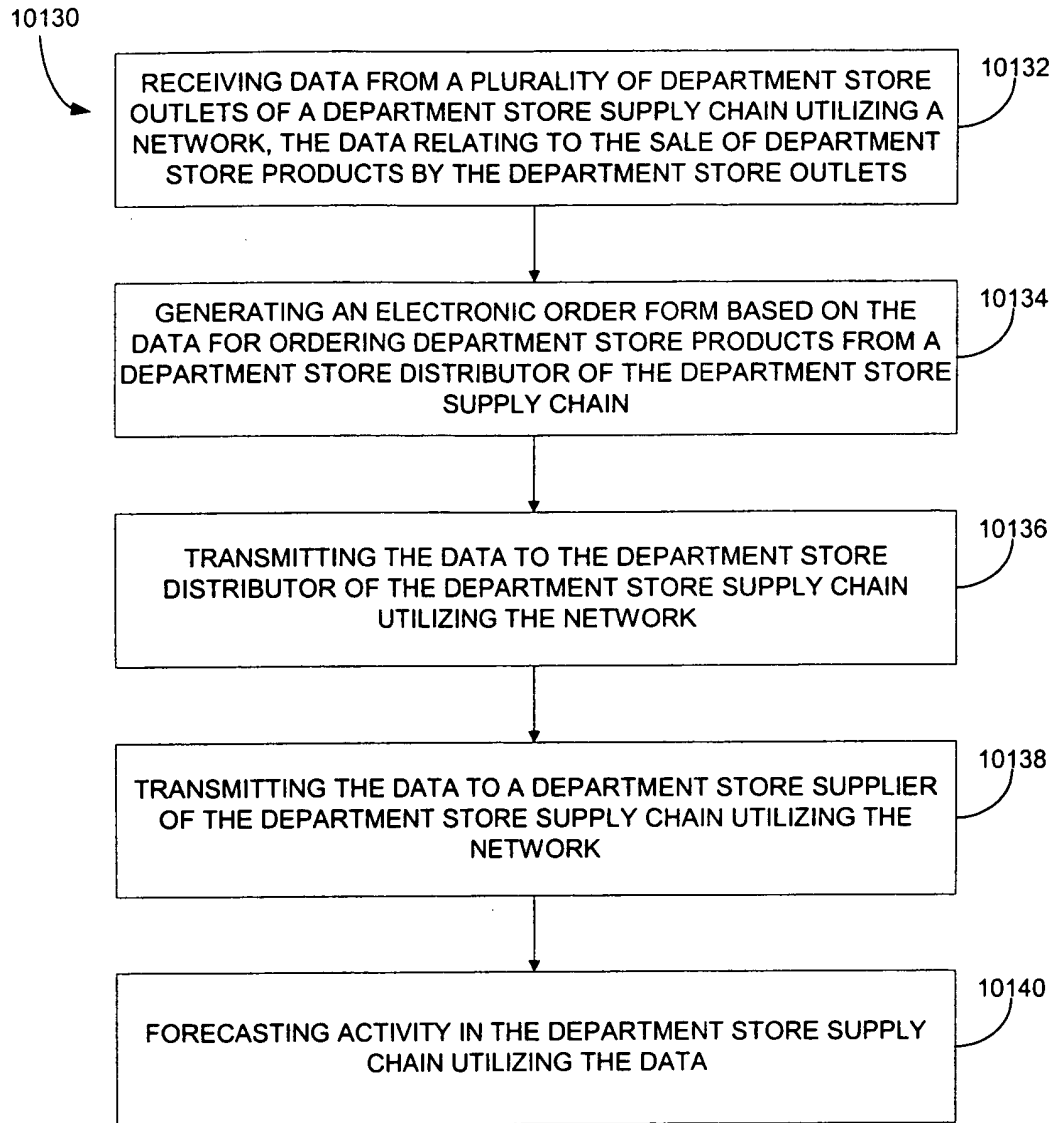 10130
RECEIVING DATA FROM A PLURALITY OF DEPARTMENT STORE
OUTLETS OF A DEPARTMENT STORE SUPPLY CHAIN UTILIZING A
NETWORK, THE DATA RELATING TO THE SALE OF DEPARTMENT
STORE PRODUCTS BY THE DEPARTMENT STORE OUTLETS
10132
GENERATING AN ELECTRONIC ORDER FORM BASED ON THE
DATA FOR ORDERING DEPARTMENT STORE PRODUCTS FROM A
DEPARTMENT STORE DISTRIBUTOR OF THE DEPARTMENT STORE
SUPPLY CHAIN
10134
TRANSMITTING THE DATA TO THE DEPARTMENT STORE
DISTRIBUTOR OF THE DEPARTMENT STORE SUPPLY CHAIN
UTILIZING THE NETWORK
10136
TRANSMITTING THE DATA TO A DEPARTMENT STORE SUPPLIER
OF THE DEPARTMENT STORE SUPPLY CHAIN UTILIZING THE
NETWORK
10138
FORECASTING ACTIVITY IN THE DEPARTMENT STORE SUPPLY
CHAIN UTILIZING THE DATA
10140